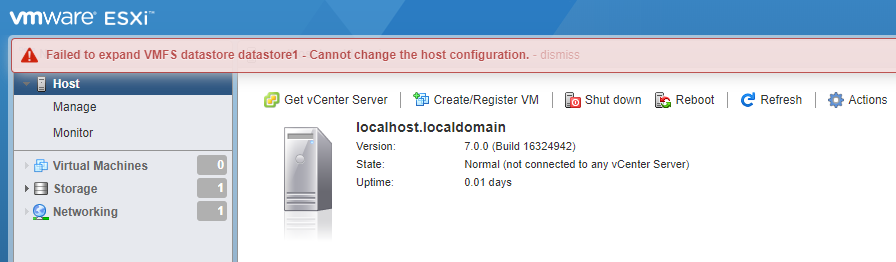 vmware® ESXi™
Failed to expand VMFS datastore datastore1 - Cannot change the host configuration. - dismiss
Host
Manage
Monitor
Virtual Machines 0
Storage 1
Networking 1
Get vCenter Server Create/Register VM Shut down Reboot Refresh Actions
localhost.localdomain
Version: 7.0.0 (Build 16324942)
State: Normal (not connected to any vCenter Server)
Uptime: 0.01 days